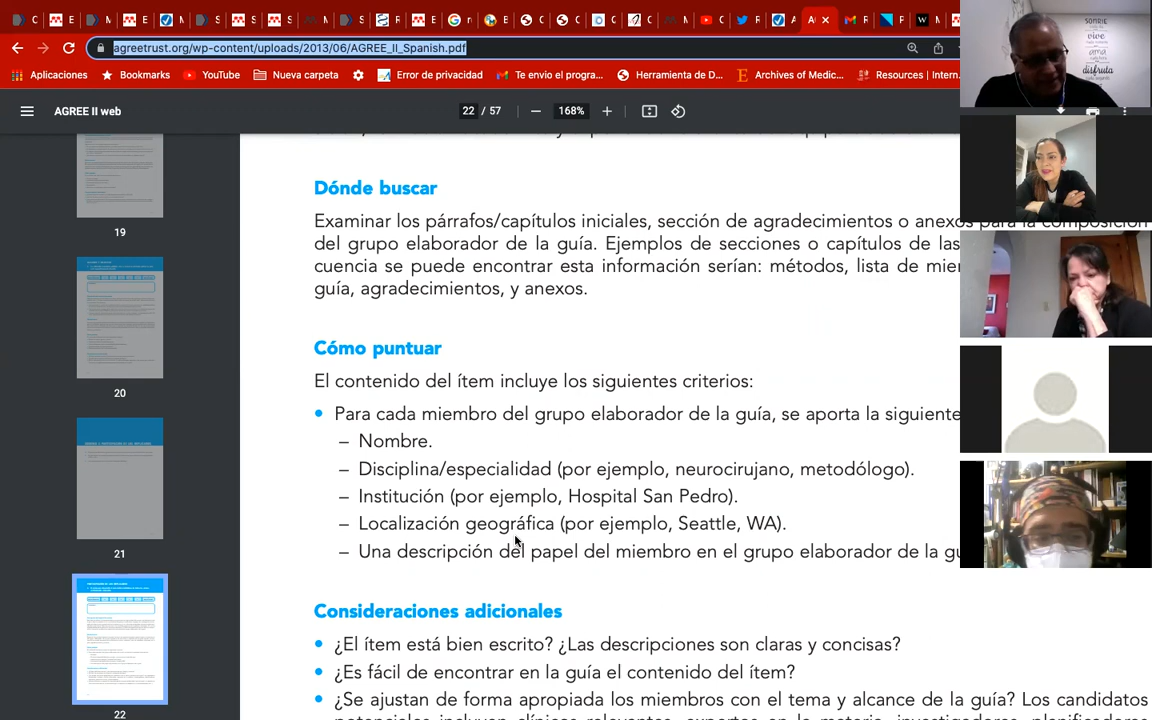 agreetrust.org/wp-content/uploads/2013/06/AGREE_II_Spanish.pdf
Aplicaciones Bookmarks YouTube Nueva carpeta Error de privacidad Te envio el progra... Herramienta de D... Archives of Medic... Resources | Intern...
AGREE II web 22 / 57 168%
Dónde buscar
Examinar los párrafos/capítulos iniciales, sección de agradecimientos o anexos para la composición
del grupo elaborador de la guía. Ejemplos de secciones o capítulos de las
cuencia se puede encontrar esta información serían: métodos, lista de
guía, agradecimientos, y anexos.
Cómo puntuar
El contenido del ítem incluye los siguientes criterios:
• Para cada miembro del grupo elaborador de la guía, se aporta la siguiente
– Nombre.
– Disciplina/especialidad (por ejemplo, neurocirujano, metodólogo).
– Institución (por ejemplo, Hospital San Pedro).
– Localización geográfica (por ejemplo, Seattle, WA).
– Una descripción del papel del miembro en el grupo elaborador de la
Consideraciones adicionales
• ¿El ítem está bien escrito? ¿Las descripciones son claras y concisas?
• ¿Es fácil de encontrar en la guía el contenido del ítem?
• ¿Se ajustan de forma apropiada los miembros con el tema y alcance de la guía? Los candidatos
19
20
21
22
SONRIE
vive
ama
disfruta